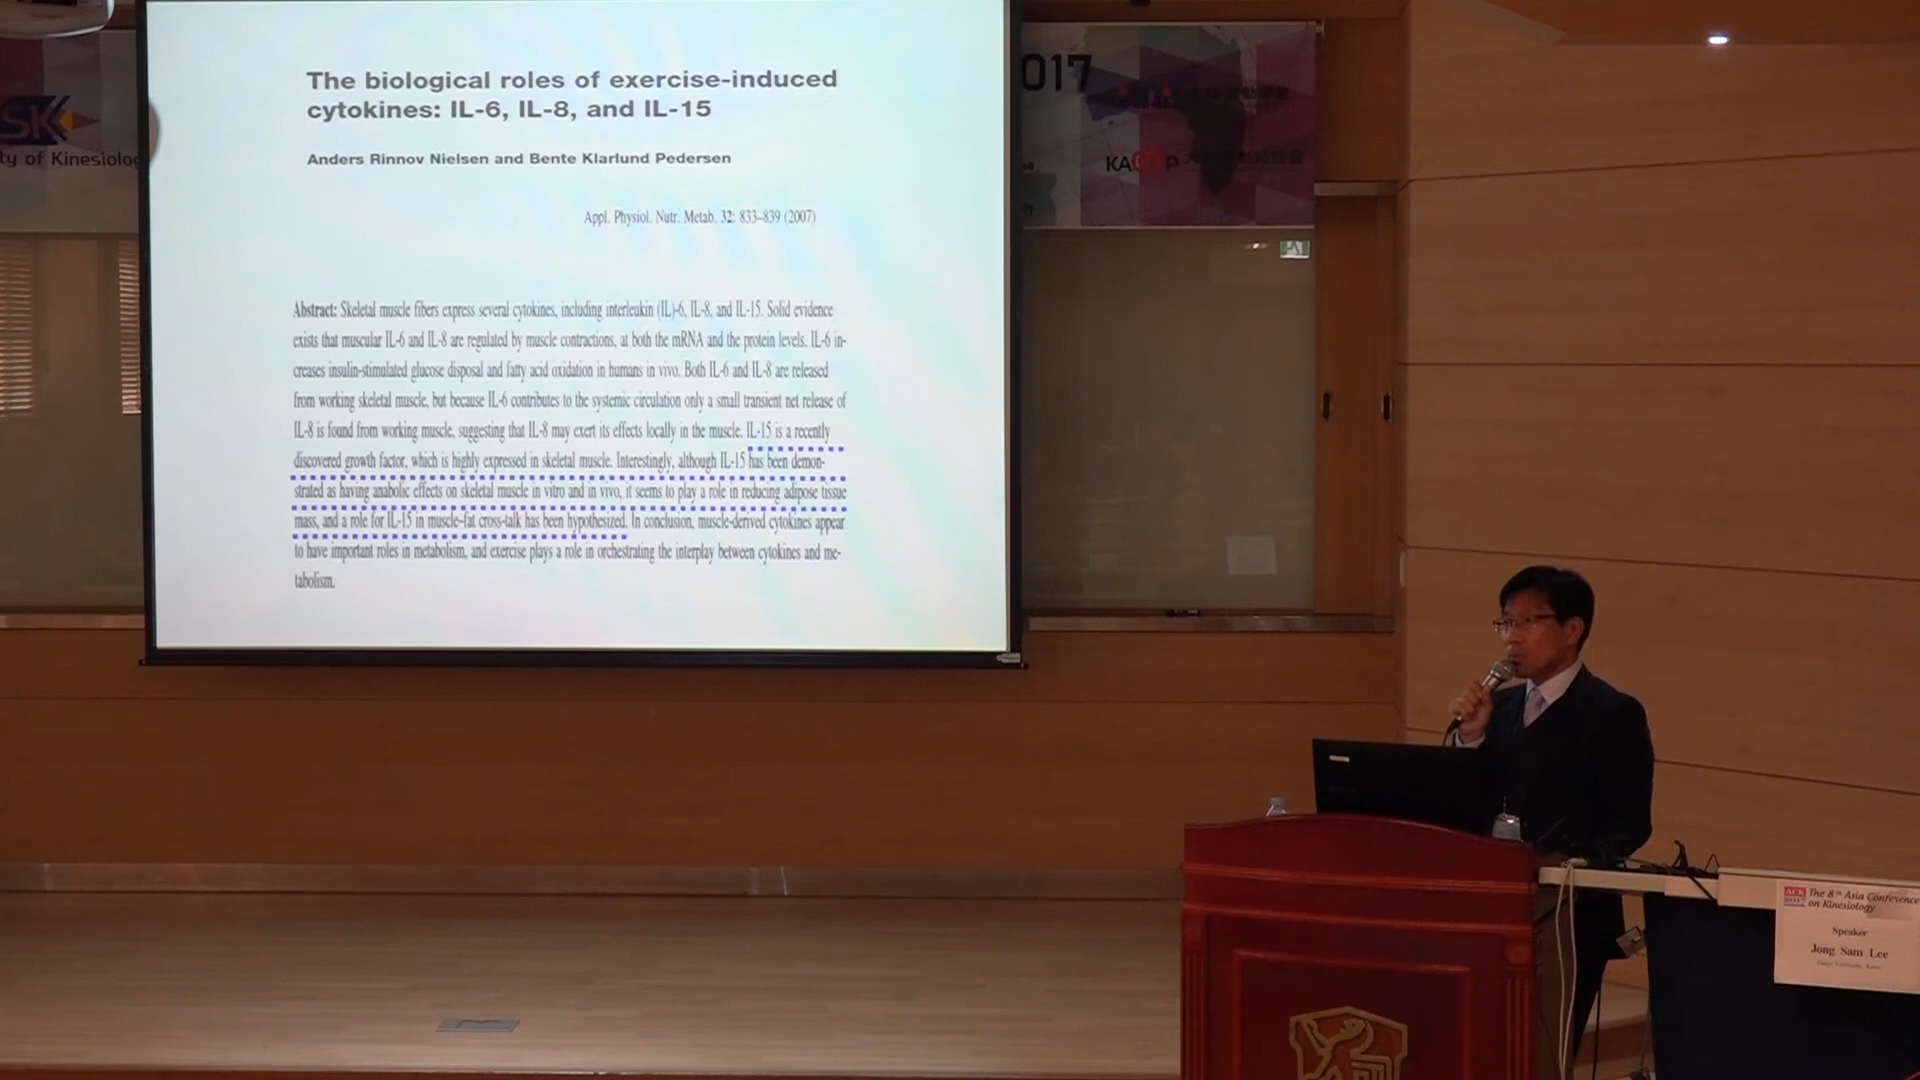 The biological roles of exercise-induced
cytokines: IL-6, IL-8, and IL-15
Anders Rinnov Nielsen and Bente Klarlund Pedersen
Appl. Physiol. Nutr. Metab. 32: 833–839 (2007)
Abstract: Skeletal muscle fibers express several cytokines, including interleukin (IL)-6, IL-8, and IL-15. Solid evidence
exists that muscular IL-6 and IL-8 are regulated by muscle contractions, at both the mRNA and the protein levels. IL-6 in-
creases insulin-stimulated glucose disposal and fatty acid oxidation in humans in vivo. Both IL-6 and IL-8 are released
from working skeletal muscle, but because IL-6 contributes to the systemic circulation only a small transient net release of
IL-8 is found from working muscle, suggesting that IL-8 may exert its effects locally in the muscle. IL-15 is a recently
discovered growth factor, which is highly expressed in skeletal muscle. Interestingly, although IL-15 has been demon-
strated as having anabolic effects on skeletal muscle in vitro and in vivo, it seems to play a role in reducing adipose tissue
mass, and a role for IL-15 in muscle–fat cross-talk has been hypothesized. In conclusion, muscle-derived cytokines appear
to have important roles in metabolism, and exercise plays a role in orchestrating the interplay between cytokines and me-
tabolism.
SK
ty of Kinesiolog
017
KA P
ACK 2017 The 8th Asia Conference
on Kinesiology
Speaker
Jong Sam Lee